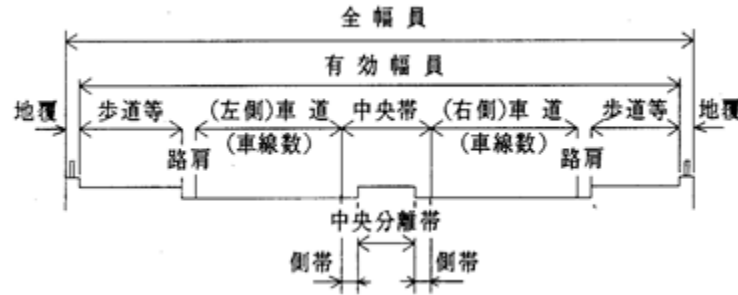 全幅員
有効幅員
地覆 歩道等 (左側)車道 中央帯 (右側)車道 歩道等 地覆
路肩 (車線数) (車線数) 路肩
中央分離帯
側帯 側帯